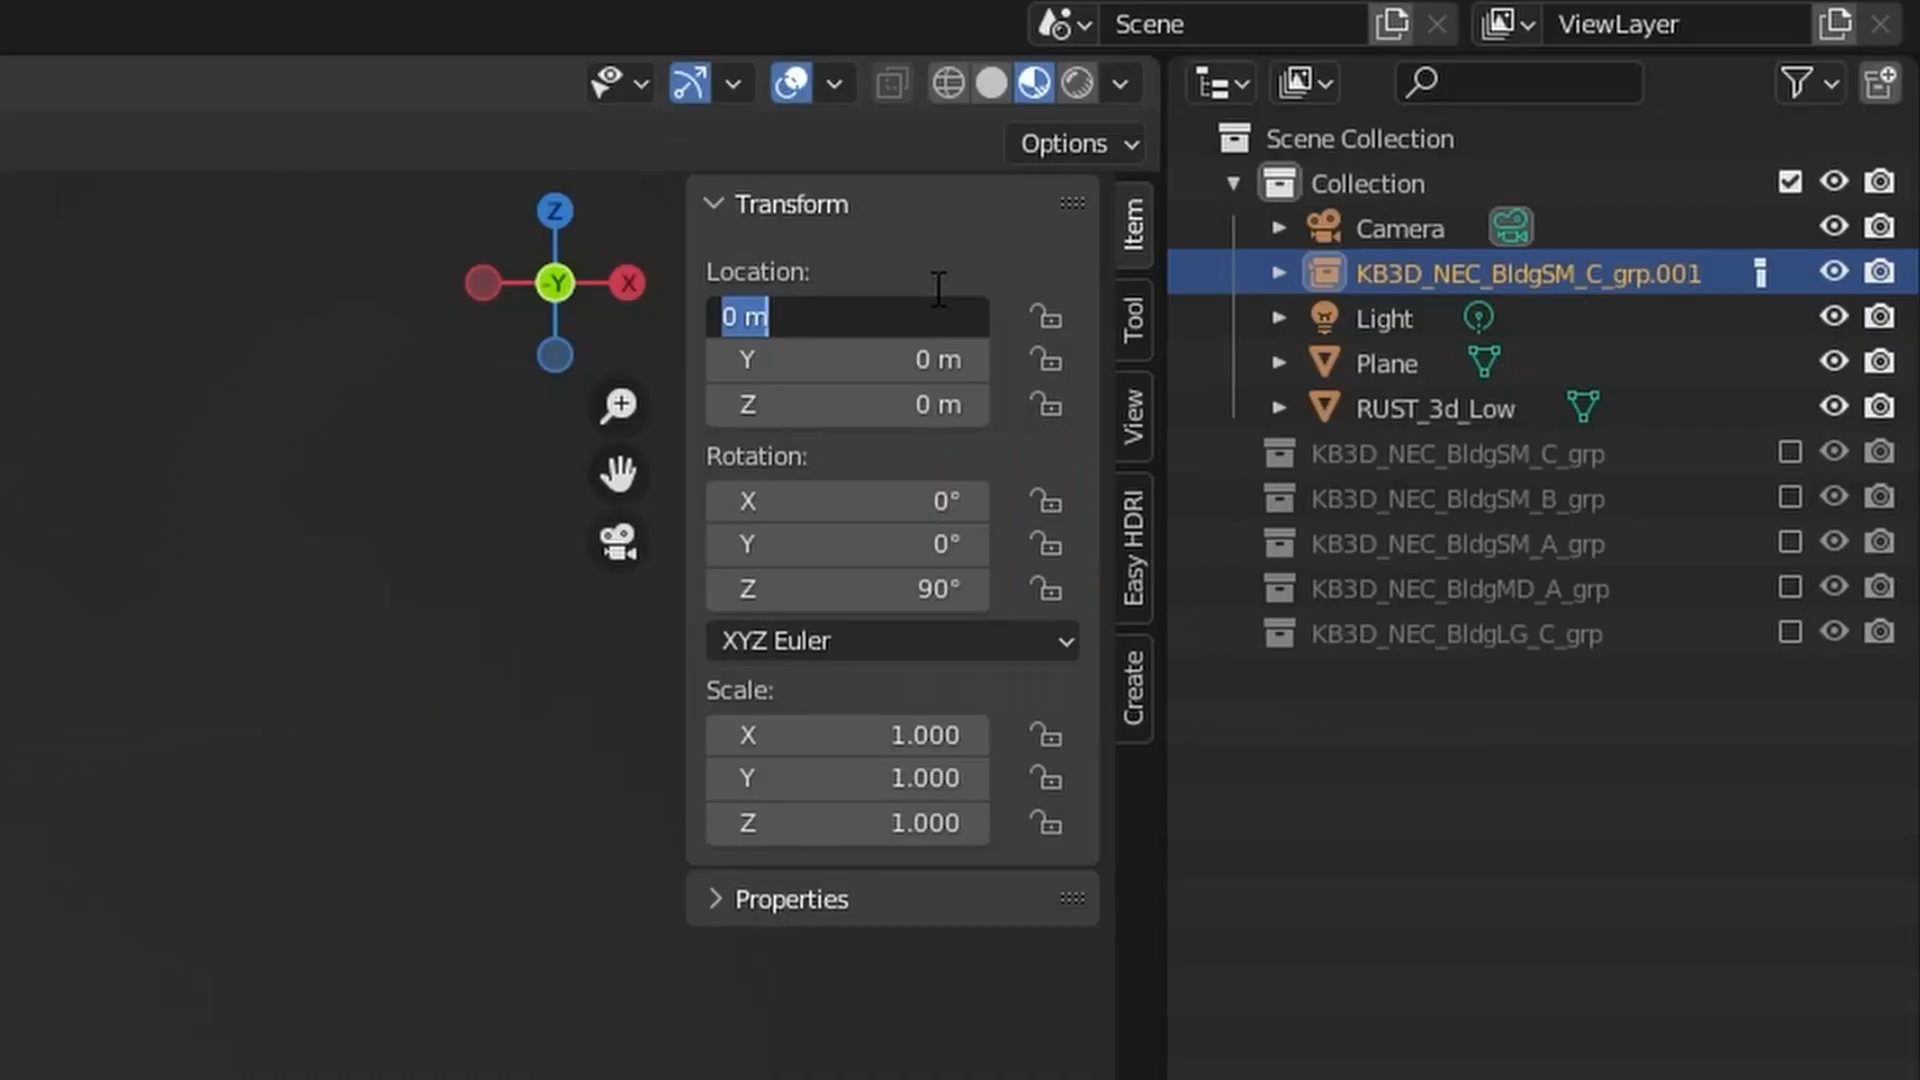 Scene
ViewLayer
Options
Scene Collection
Collection
Camera
KB3D_NEC_BldgSM_C_grp.001
Light
Plane
RUST_3d_Low
KB3D_NEC_BldgSM_C_grp
KB3D_NEC_BldgSM_B_grp
KB3D_NEC_BldgSM_A_grp
KB3D_NEC_BldgMD_A_grp
KB3D_NEC_BldgLG_C_grp
Z
-Y
X
Transform
Location:
0 m
Y 0 m
Z 0 m
Rotation:
X 0°
Y 0°
Z 90°
XYZ Euler
Scale:
X 1.000
Y 1.000
Z 1.000
Properties
Item
Tool
View
Easy HDRI
Create